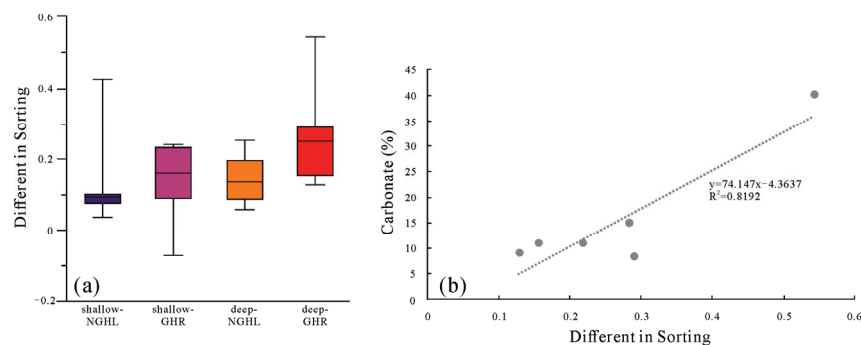 0.6
0.4
0.2
0
−0.2
Different in Sorting
(a)
shallow-
NGHL
shallow-
GHR
deep-
NGHL
deep-
GHR
45
40
35
30
25
20
15
10
5
0
Carbonate (%)
y=74.147x−4.3637
R²=0.8192
(b)
0
0.1
0.2
0.3
0.4
0.5
0.6
Different in Sorting